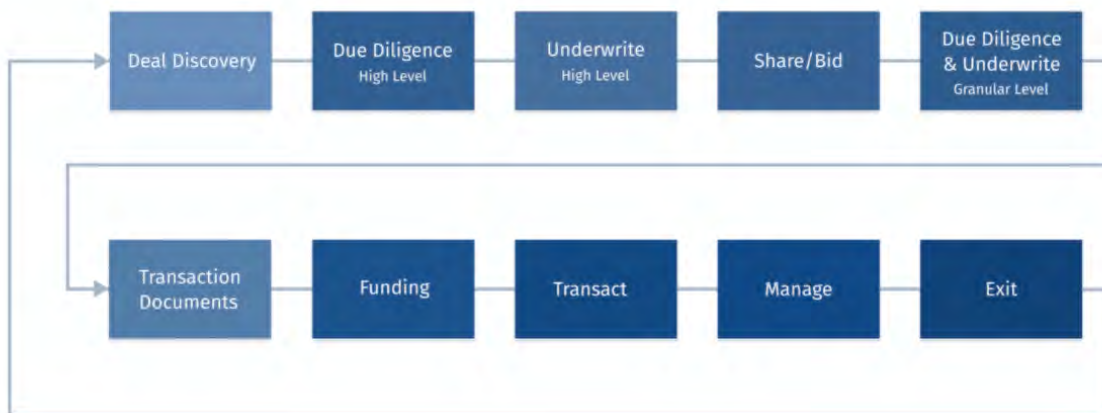 Deal Discovery
Due Diligence
High Level
Underwrite
High Level
Share/Bid
Due Diligence
& Underwrite
Granular Level
Transaction
Documents
Funding
Transact
Manage
Exit